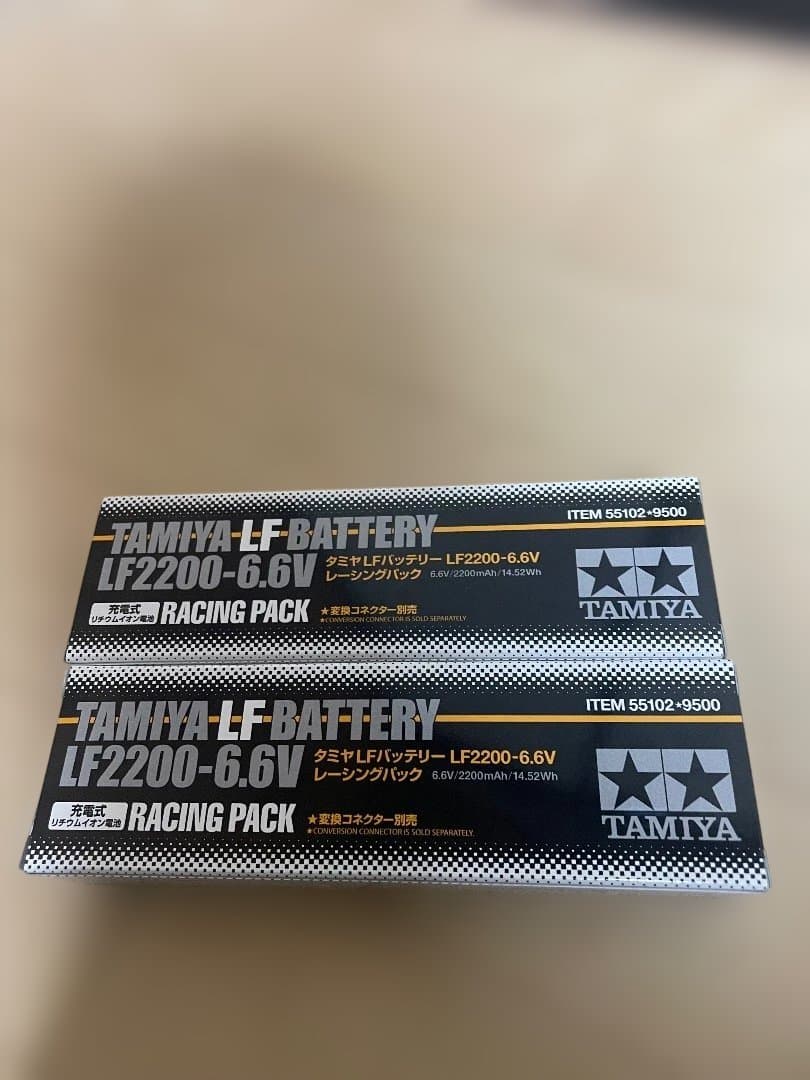 ITEM 55102★9500
TAMIYA LF BATTERY
LF2200-6.6V
タミヤLFバッテリー LF2200-6.6V
レーシングパック 6.6V/2200mAh/14.52Wh
充電式
リチウムイオン電池
RACING PACK
★変換コネクター別売
★CONVERSION CONNECTOR IS SOLD SEPARATELY.
TAMIYA
ITEM 55102★9500
TAMIYA LF BATTERY
LF2200-6.6V
タミヤLFバッテリー LF2200-6.6V
レーシングパック 6.6V/2200mAh/14.52Wh
充電式
リチウムイオン電池
RACING PACK
★変換コネクター別売
★CONVERSION CONNECTOR IS SOLD SEPARATELY.
TAMIYA